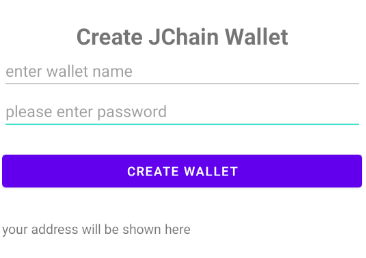 Create JChain Wallet
enter wallet name
please enter password
CREATE WALLET
your address will be shown here